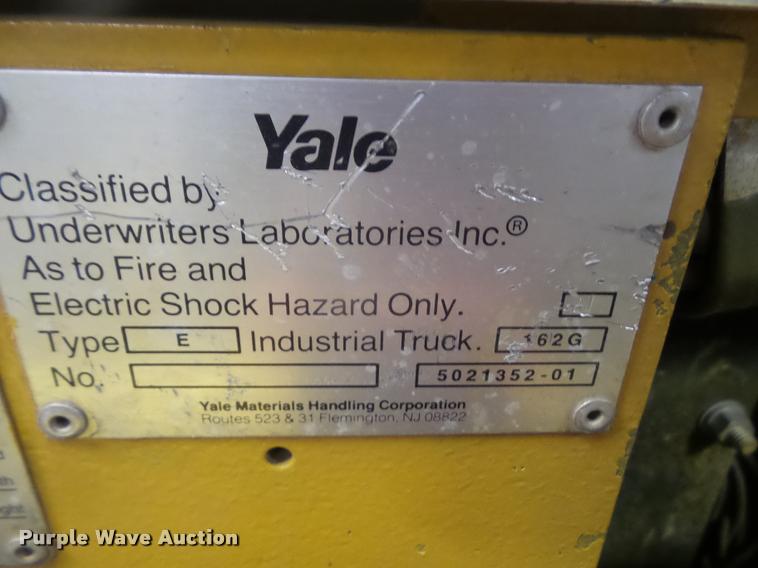 Yale
Classified by
Underwriters Laboratories Inc.®
As to Fire and
Electric Shock Hazard Only.
Type E Industrial Truck. 162G
No. 5021352-01
Yale Materials Handling Corporation
Routes 523 & 31 Flemington, NJ 08822
Purple Wave Auction